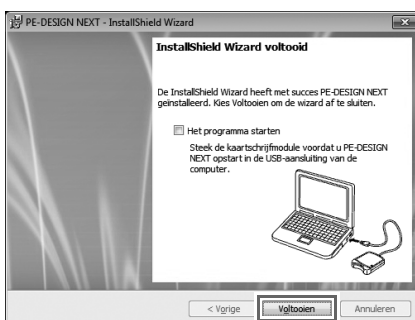 PE-DESIGN NEXT - InstallShield Wizard
InstallShield Wizard voltooid
De InstallShield Wizard heeft met succes PE-DESIGN NEXT
geïnstalleerd. Kies Voltooien om de wizard af te sluiten.
Het programma starten
Steek de kaartschrijfmodule voordat u PE-DESIGN
NEXT opstart in de USB-aansluiting van de
computer.
< Vorige
Voltooien
Annuleren